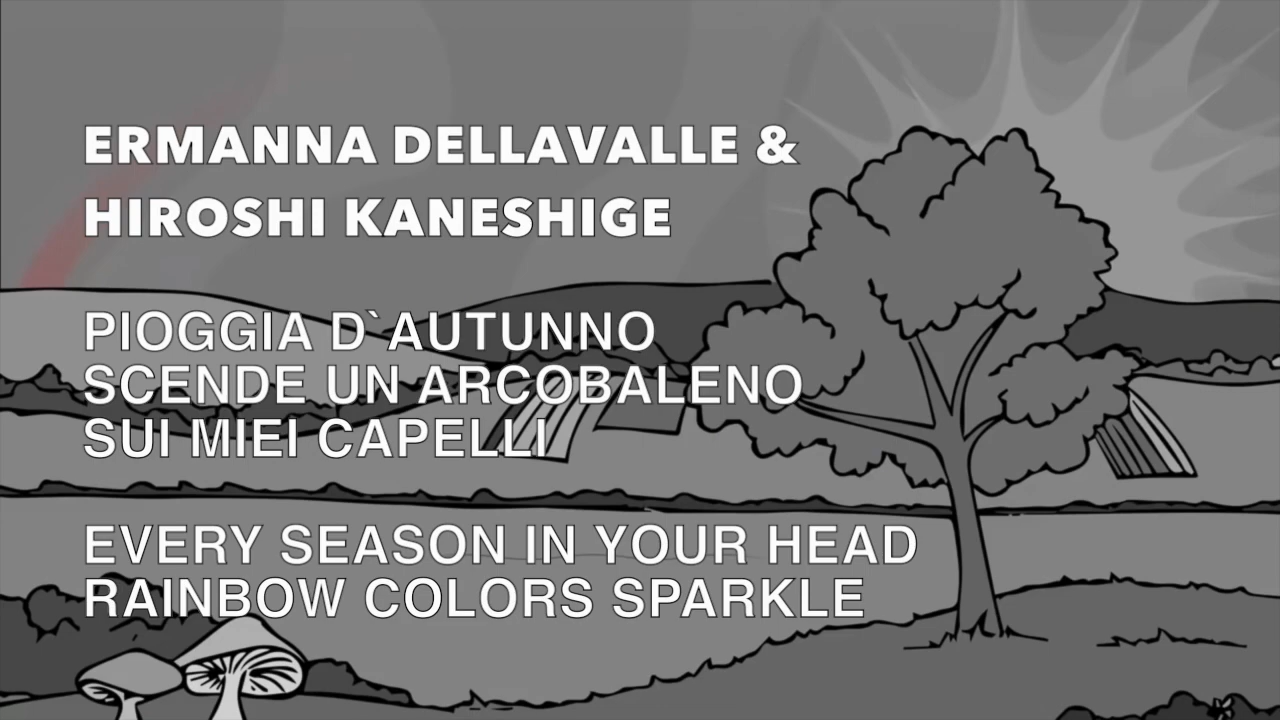 ERMANNA DELLAVALLE &
HIROSHI KANESHIGE
PIOGGIA D`AUTUNNO
SCENDE UN ARCOBALENO
SUI MIEI CAPELLI
EVERY SEASON IN YOUR HEAD
RAINBOW COLORS SPARKLE